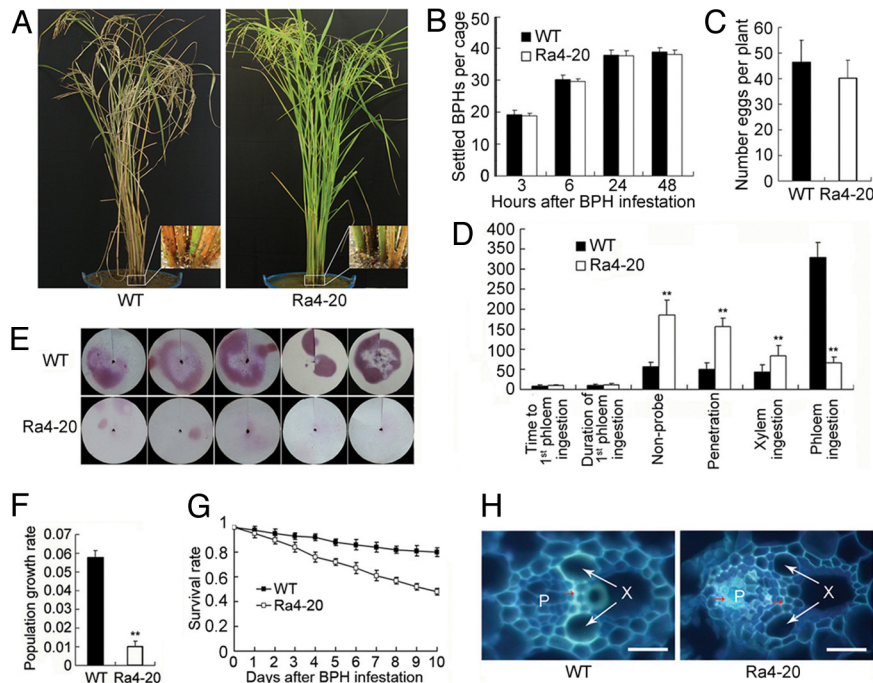 A
WT
Ra4-20
B
Settled BPHs per cage
50
40
30
20
10
0
WT
Ra4-20
3 6 24 48
Hours after BPH infestation
C
Number eggs per plant
60
50
40
30
20
10
0
WT Ra4-20
D
400
350
300
250
200
150
100
50
0
WT
Ra4-20
**
**
**
**
Time to
1st phloem
ingestion
Duration of
1st phloem
ingestion
Non-probe
Penetration
Xylem
ingestion
Phloem
ingestion
E
WT
Ra4-20
F
Population growth rate
0.07
0.06
0.05
0.04
0.03
0.02
0.01
0
**
WT Ra4-20
G
Survival rate
1
0.8
0.6
0.4
0.2
1
WT
Ra4-20
0 1 2 3 4 5 6 7 8 9 10
Days after BPH infestation
H
P
X
WT
P
X
Ra4-20